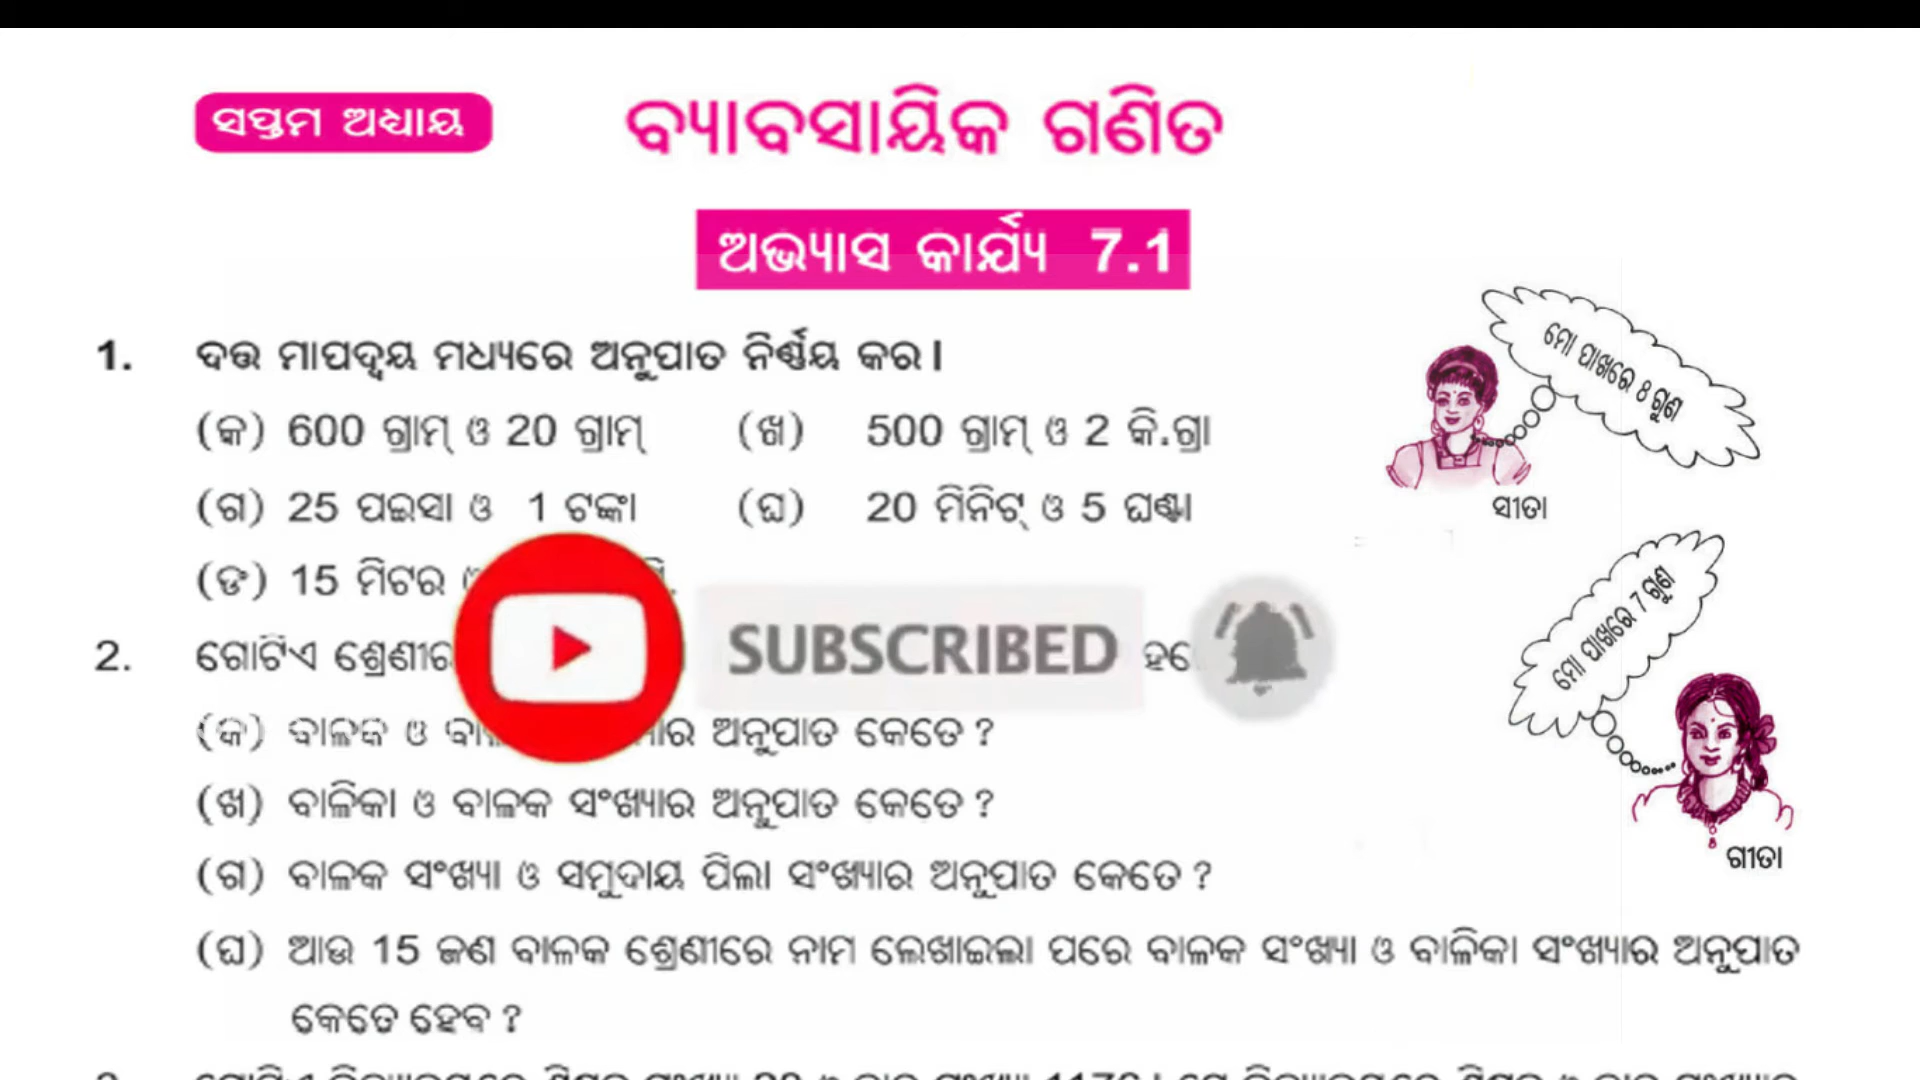 ସପ୍ତମ ଅଧ୍ୟାୟ
ବ୍ୟାବସାୟିକ ଗଣିତ
ଅଭ୍ୟାସ କାର୍ଯ୍ୟ 7.1
1. ଦତ୍ତ ମାପଦ୍ୱୟ ମଧ୍ୟରେ ଅନୁପାତ ନିର୍ଣ୍ଣୟ କର।
(କ) 600 ଗ୍ରାମ୍ ଓ 20 ଗ୍ରାମ୍ (ଖ) 500 ଗ୍ରାମ୍ ଓ 2 କି.ଗ୍ରା
(ଗ) 25 ପଇସା ଓ 1 ଟଙ୍କା (ଘ) 20 ମିନିଟ୍ ଓ 5 ଘଣ୍ଟା
(ଙ) 15 ମିଟର
2. ଗୋଟିଏ ଶ୍ରେଣୀର
SUBSCRIBED
(କ) ବାଳକ ଓ ଅନୁପାତ କେତେ ?
(ଖ) ବାଳିକା ଓ ବାଳକ ସଂଖ୍ୟାର ଅନୁପାତ କେତେ ?
(ଗ) ବାଳକ ସଂଖ୍ୟା ଓ ସମୁଦାୟ ପିଲା ସଂଖ୍ୟାର ଅନୁପାତ କେତେ ?
(ଘ) ଆଉ 15 ଜଣ ବାଳକ ଶ୍ରେଣୀରେ ନାମ ଲେଖାଇଲା ପରେ ବାଳକ ସଂଖ୍ୟା ଓ ବାଳିକା ସଂଖ୍ୟାର ଅନୁପାତ
କେତେ ହେବ ?
ମୋ ପାଖରେ 8 ଗୁଣ
ସୀତା
ମୋ ପାଖରେ 7 ଗୁଣ
ଗୀତା